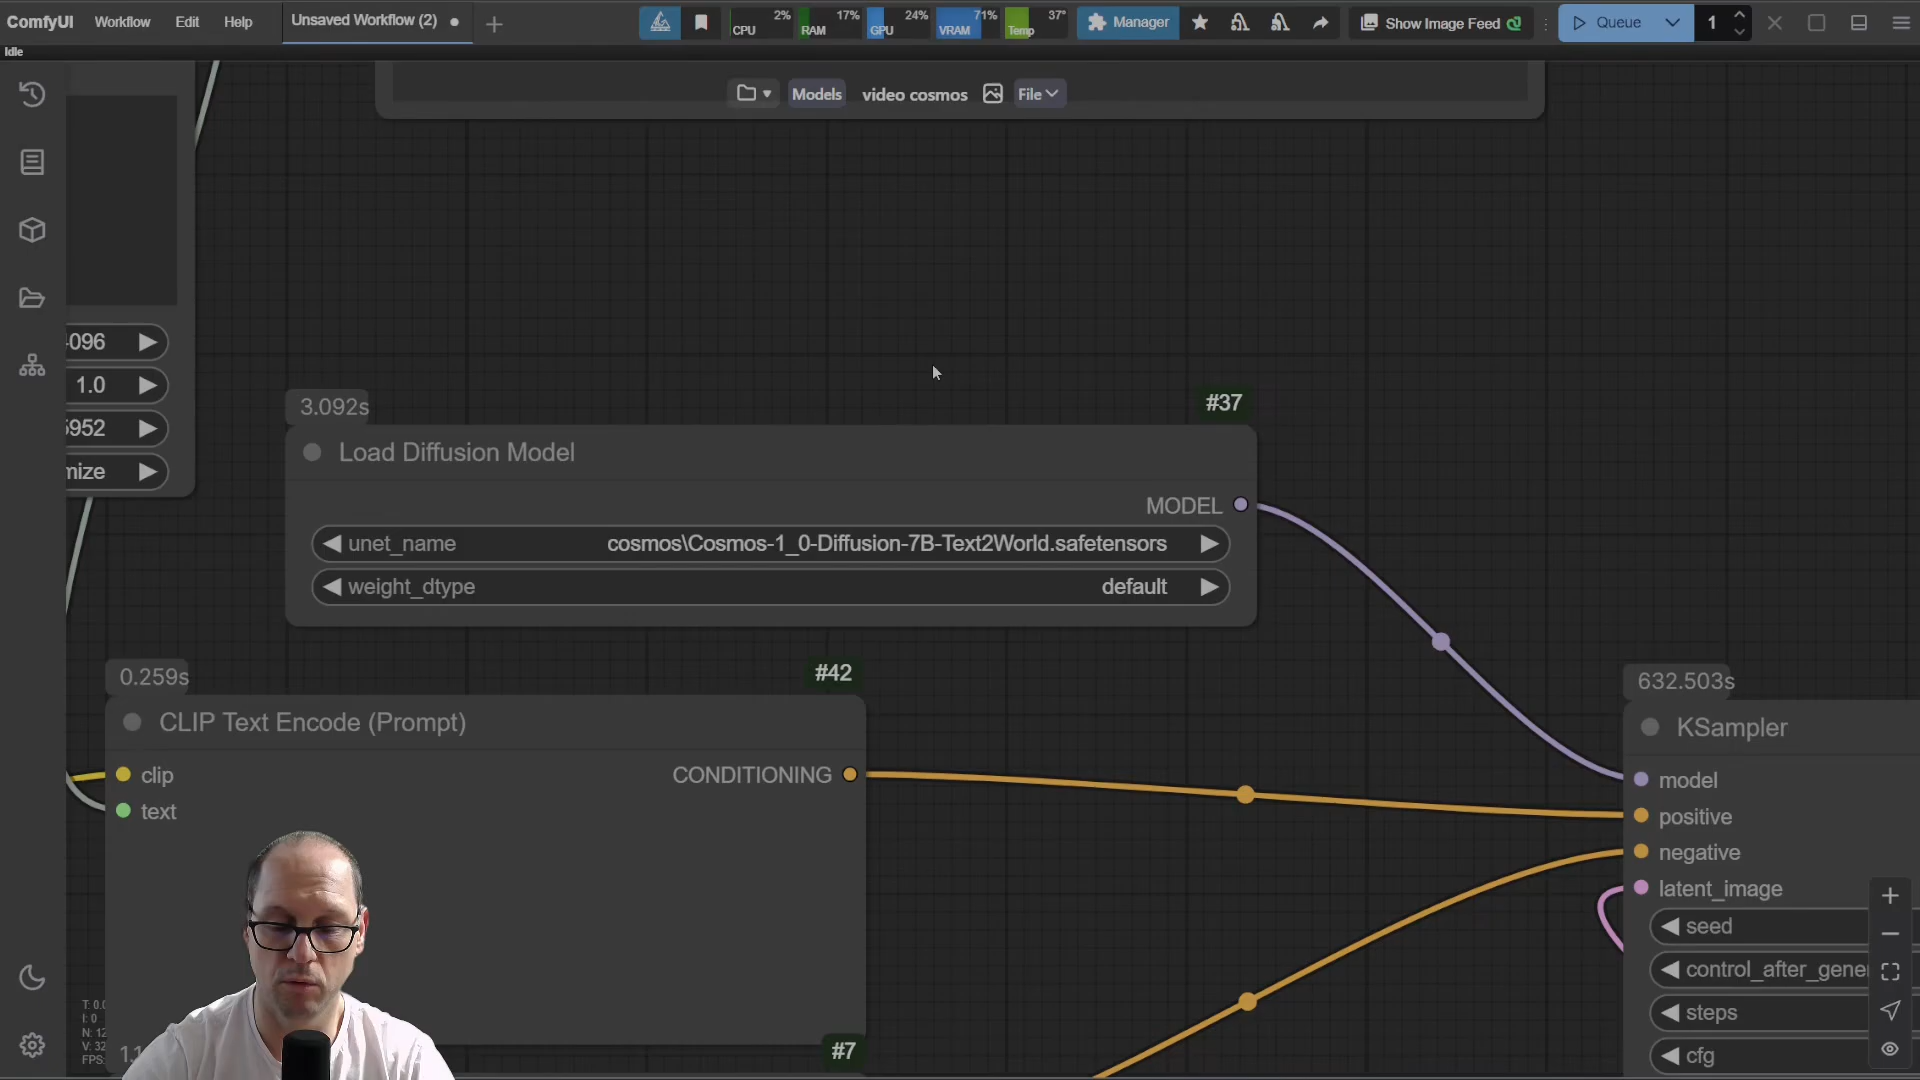 ComfyUI
Workflow
Edit
Help
Unsaved Workflow (2)
CPU 2%
RAM 17%
GPU 24%
VRAM 71%
Temp 37°
Manager
Show Image Feed
Queue
1
Idle
Models
video cosmos
File
1.0
3.092s
#37
Load Diffusion Model
MODEL
unet_name cosmos\Cosmos-1_0-Diffusion-7B-Text2World.safetensors
weight_dtype default
0.259s
#42
CLIP Text Encode (Prompt)
clip
CONDITIONING
text
#7
632.503s
KSampler
model
positive
negative
latent_image
seed
control_after_gene
steps
cfg
I: 0
FPS: